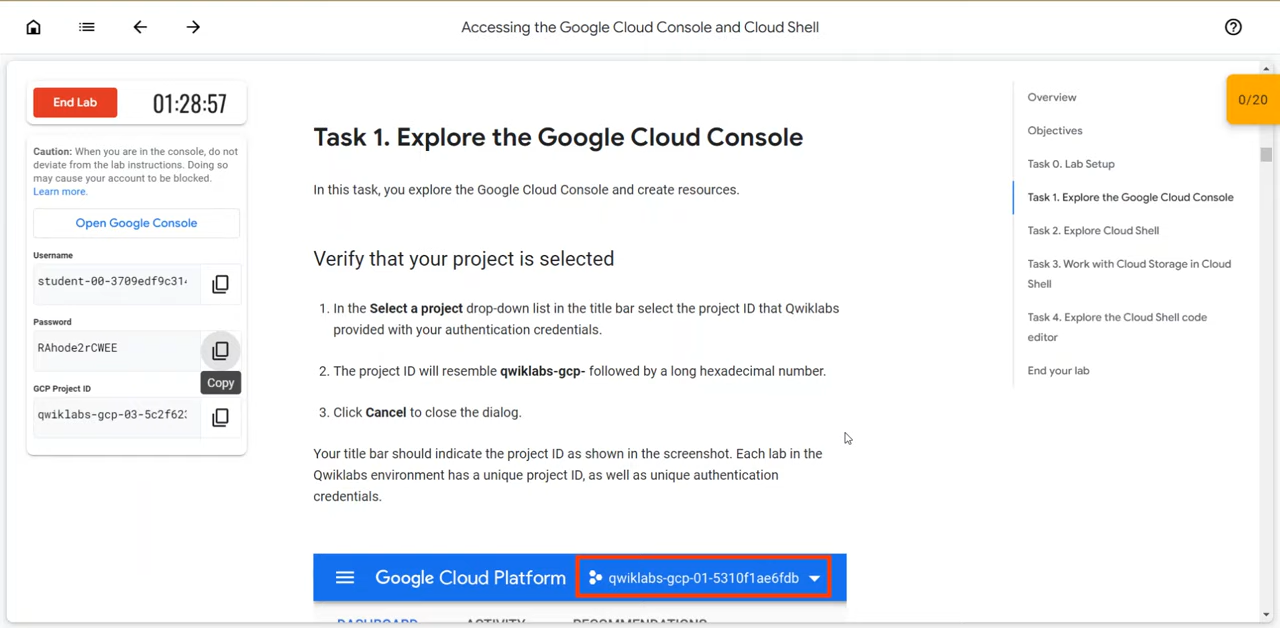 Accessing the Google Cloud Console and Cloud Shell
End Lab
01:28:57
Caution: When you are in the console, do not
deviate from the lab instructions. Doing so
may cause your account to be blocked.
Learn more.
Open Google Console
Username
student-00-3709edf9c314
Password
RAhode2rCWEE
Copy
GCP Project ID
qwiklabs-gcp-03-5c2f62
Task 1. Explore the Google Cloud Console
In this task, you explore the Google Cloud Console and create resources.
Verify that your project is selected
1. In the Select a project drop-down list in the title bar select the project ID that Qwiklabs
provided with your authentication credentials.
2. The project ID will resemble qwiklabs-gcp- followed by a long hexadecimal number.
3. Click Cancel to close the dialog.
Your title bar should indicate the project ID as shown in the screenshot. Each lab in the
Qwiklabs environment has a unique project ID, as well as unique authentication
credentials.
Google Cloud Platform
qwiklabs-gcp-01-5310f1ae6fdb
DASHBOARD ACTIVITY RECOMMENDATIONS
Overview
Objectives
Task 0. Lab Setup
Task 1. Explore the Google Cloud Console
Task 2. Explore Cloud Shell
Task 3. Work with Cloud Storage in Cloud
Shell
Task 4. Explore the Cloud Shell code
editor
End your lab
0/20